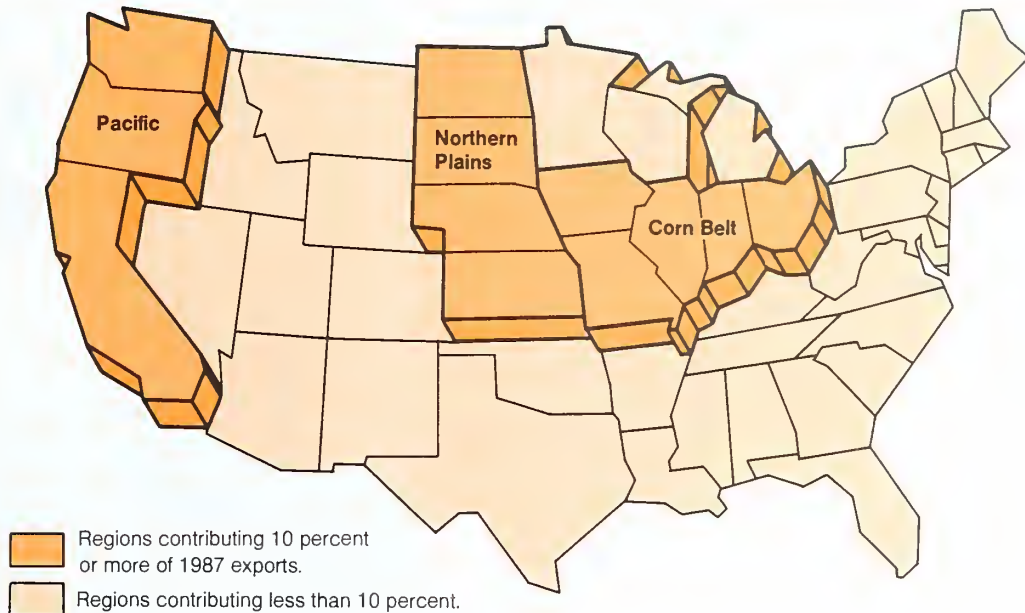 Pacific
Northern
Plains
Corn Belt
Regions contributing 10 percent
or more of 1987 exports.
Regions contributing less than 10 percent.